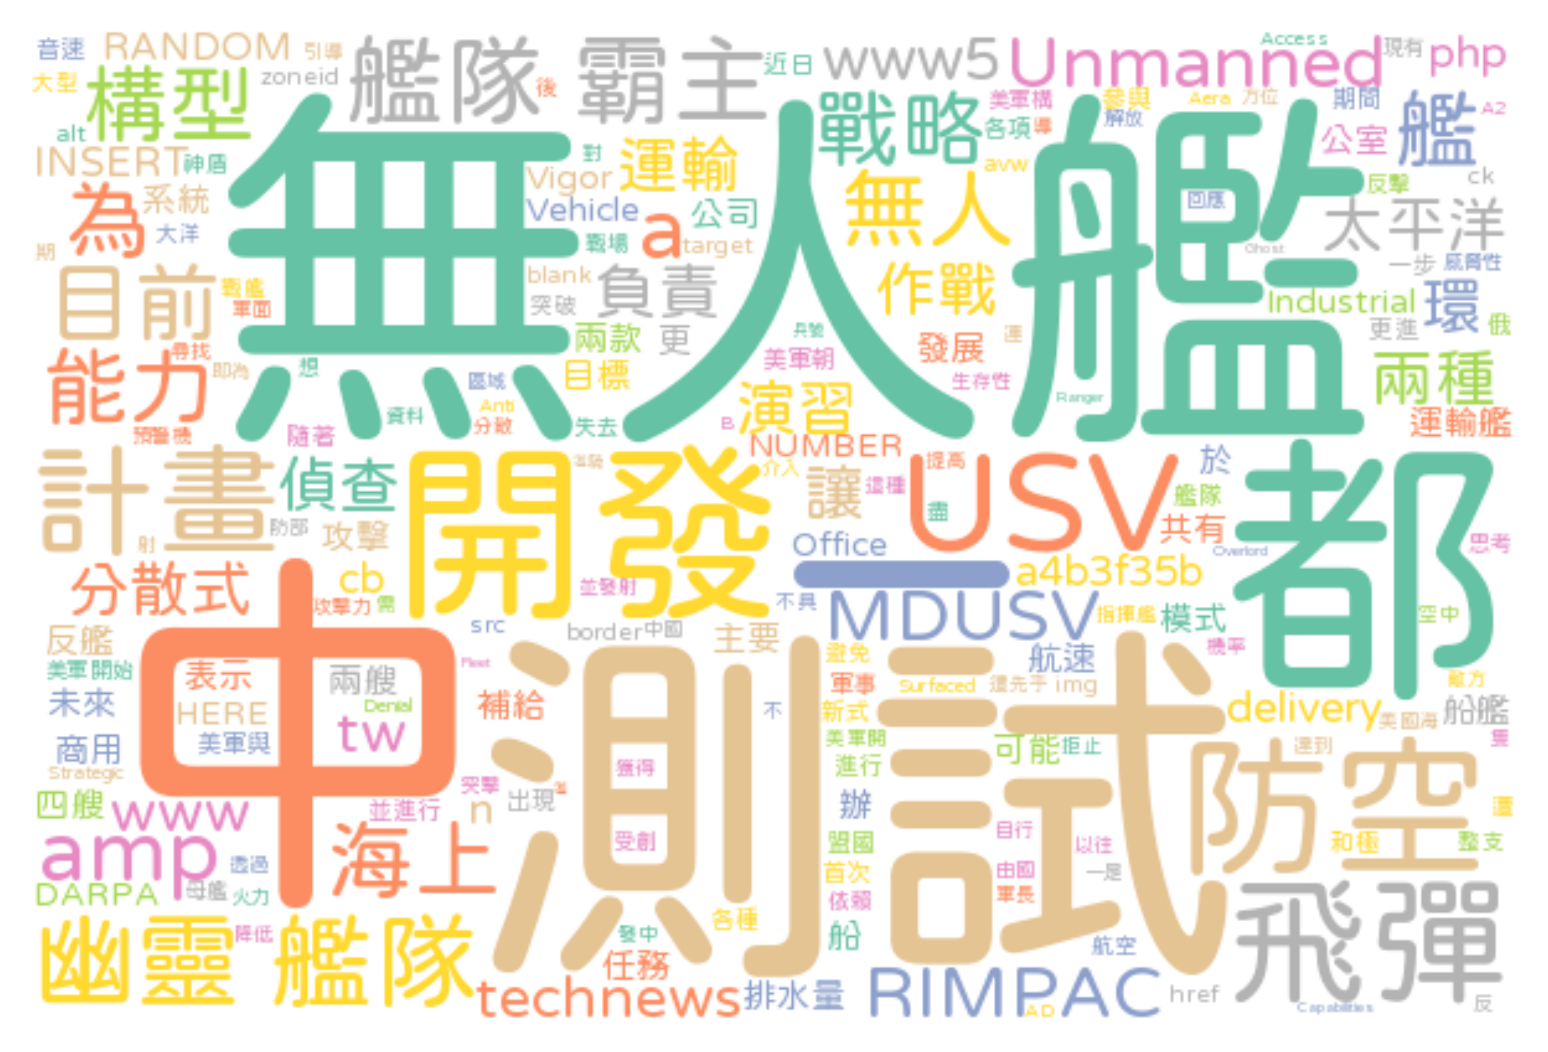 音速 RANDOM 引導 艦隊 霸主 近日 www5 Unmanned Access 現有 php
大型 構型 zoneid 後 戰略 美軍構 參與 Aera 方位 期間 艦 A2
alt 各項 導 解放 公室
INSERT 神盾 對 運輸 avw 反擊 ck
為 系統 Vigor 無人 回應 太平洋
大洋 Vehicle a 公司
期 戰場 target Ghost 一步 威脅性
目前 戰艦 blank 負責 作戰 Industrial 環
軍面 突破 更進 俄
無人艦
能力 尋找 兩款 更 兵號 發展 運 兩種
即為 想 區域 目標 美軍朝 生存性
Anti 演習 Ranger
預警機 隨著 資料 分散 失去 B NUMBER 運輸艦
計畫 偵查 開發 介入 讓 這種 USV 提高 於 都
艦隊
防部 攻擊 盡 共有 思考
射 Office Overlord
分散式 cb 並發射 一 a4b3f35b
攻擊力 需 不具 MDUSV 指揮艦 模式 空中
反艦 src border 中國 主要 機率
美軍開始 中 表示 兩艘 Fleet 避免 航速 敵方
軍事 Surfaced 還先于 img
未來 HERE Denial 補給 測試 不 新式 delivery 美國海 船艦
商用 美軍與 tw 美軍開 可能 拒止 達到 隻
Strategic 獲得 進行 防空
四艘 www 並進行 突擊 n 出現 辦
amp 海上 受創 盟國 自行 以往 和極 整支
透過
DARPA 母艦 火力 首次 由國 一是
依賴 軍長 飛彈
幽靈 艦隊 降低 發中 各種 船 航空
任務
technews 排水量 RIMPAC AD href Capabilities 反